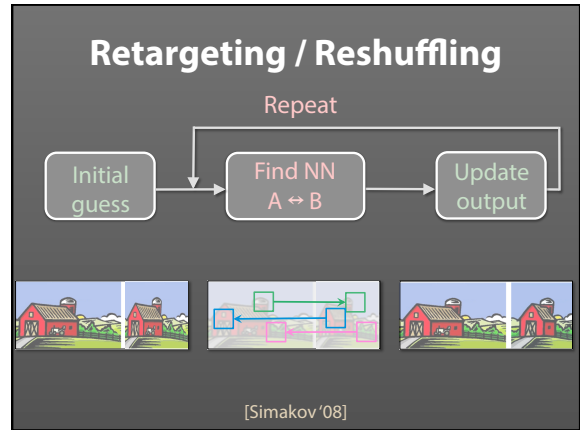 Retargeting / Reshuffling
Repeat
Initial
guess
Find NN
A ↔ B
Update
output
[Simakov '08]